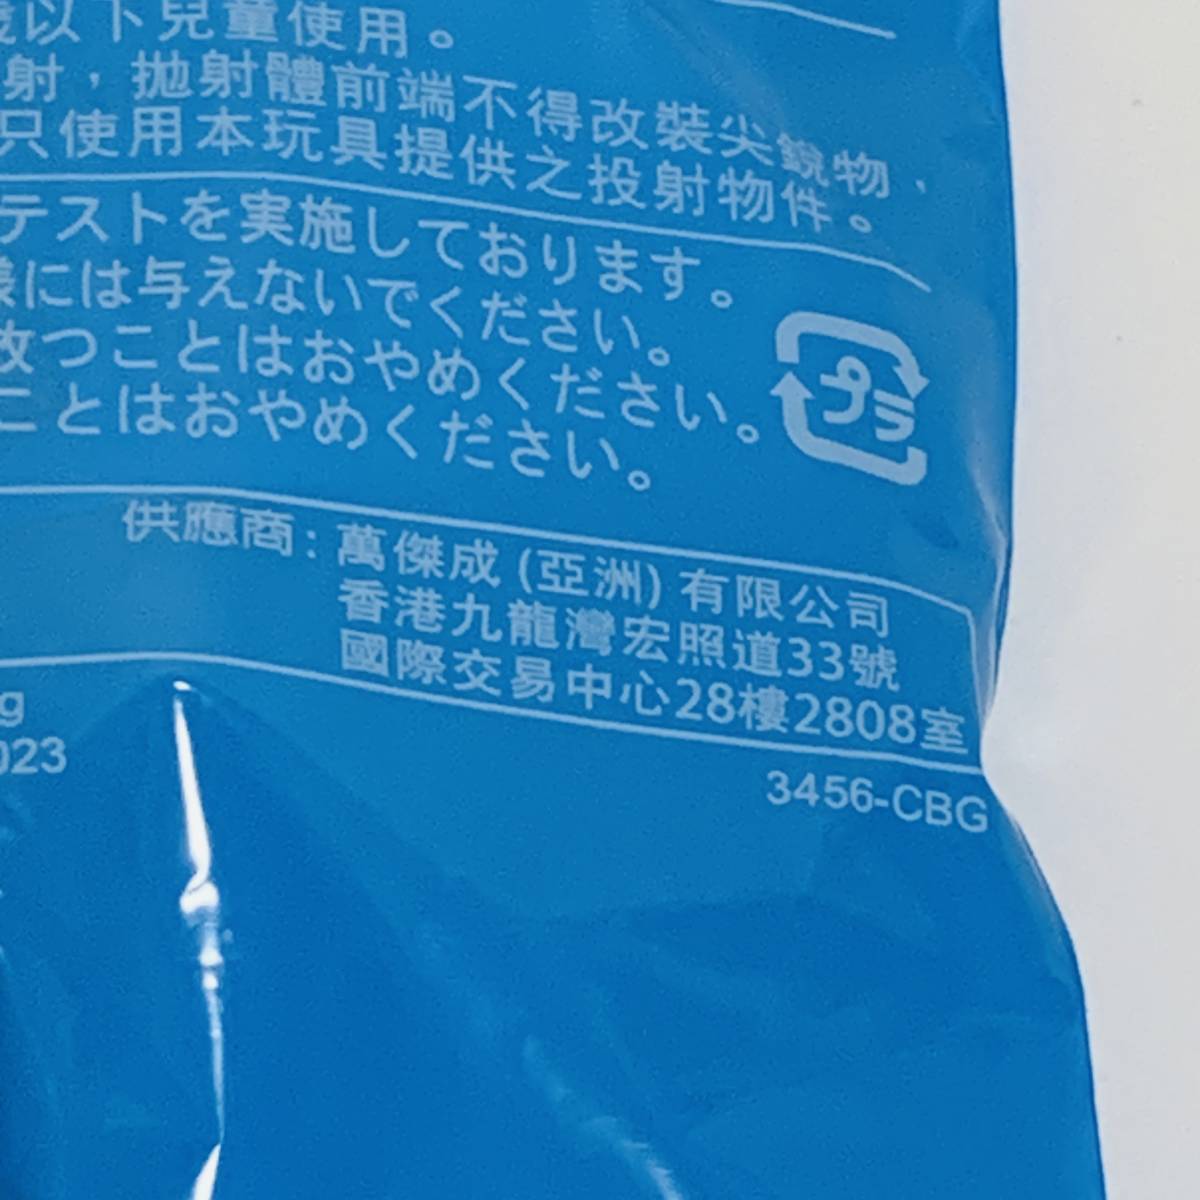 以下兒童使用。
射，拋射體前端不得改裝尖銳物，
只使用本玩具提供之投射物件。
テストを実施しております。
様には与えないでください。
放つことはおやめください。
ことはおやめください。
プラ
供應商：萬傑成 (亞洲) 有限公司
香港九龍灣宏照道33號
國際交易中心28樓2808室
g
023
3456-CBG